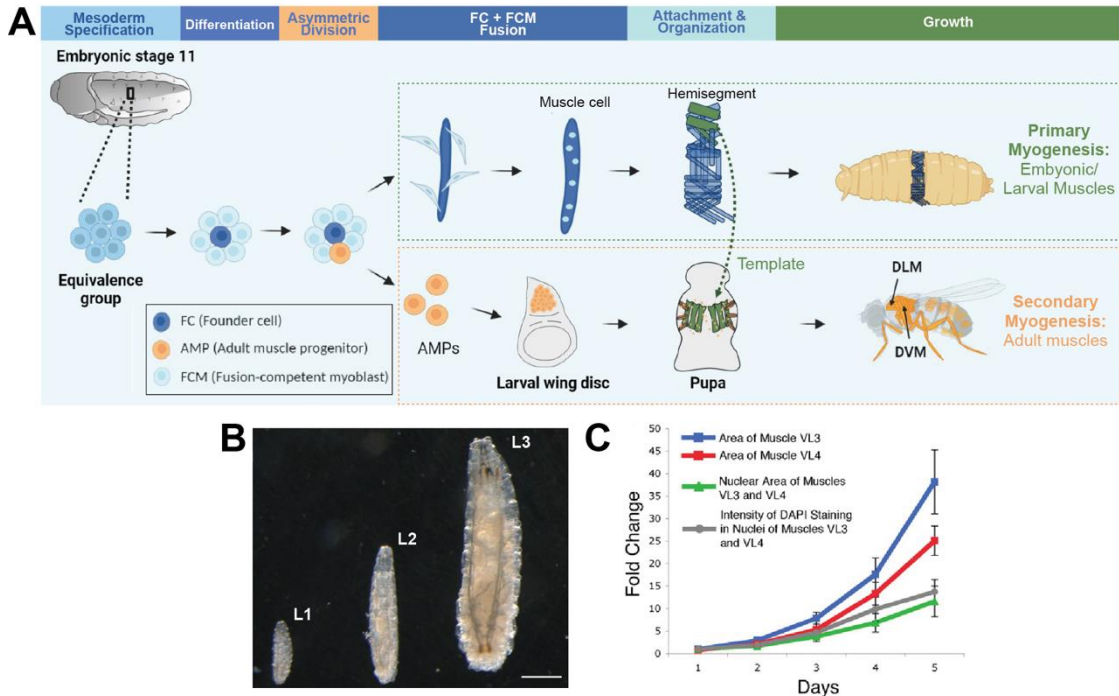 A
Mesoderm
Specification
Differentiation
Asymmetric
Division
FC + FCM
Fusion
Attachment &
Organization
Growth
Embryonic stage 11
Equivalence
group
FC (Founder cell)
AMP (Adult muscle progenitor)
FCM (Fusion-competent myoblast)
Muscle cell
Hemisegment
Primary
Myogenesis:
Embyonic/
Larval Muscles
AMPs
Larval wing disc
Template
Pupa
DLM
DVM
Secondary
Myogenesis:
Adult muscles
B
L1
L2
L3
C
Fold Change
50
45
40
35
30
25
20
15
10
5
0
Area of Muscle VL3
Area of Muscle VL4
Nuclear Area of Muscles
VL3 and VL4
Intensity of DAPI Staining
in Nuclei of Muscles VL3
and VL4
1 2 3 4 5
Days